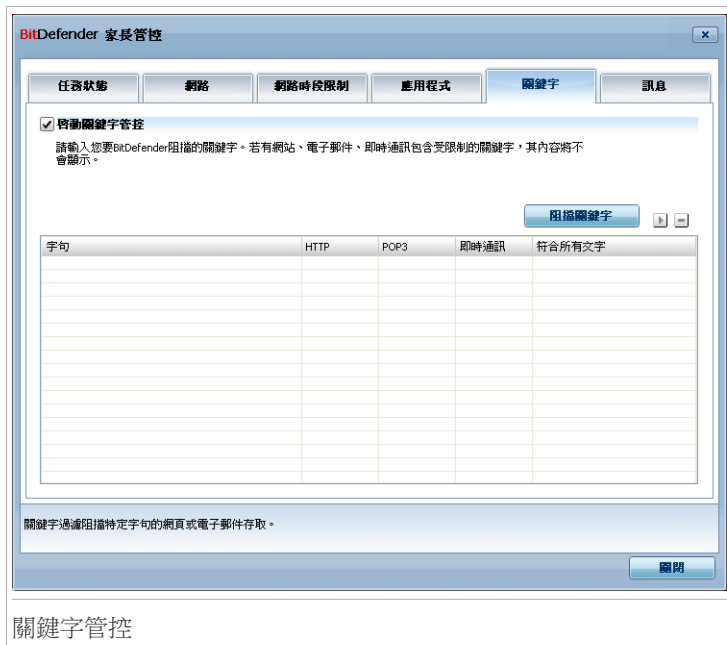 BitDefender 家長管控
任務狀態 網路 網路時段限制 應用程式 關鍵字 訊息
啓動關鍵字管控
請輸入您要BitDefender阻擋的關鍵字。若有網站、電子郵件、即時通訊包含受限制的關鍵字，其內容將不
會顯示。
阻擋關鍵字
字句 HTTP POP3 即時通訊 符合所有文字
關鍵字過濾阻擋特定字句的網頁或電子郵件存取。
關閉
關鍵字管控